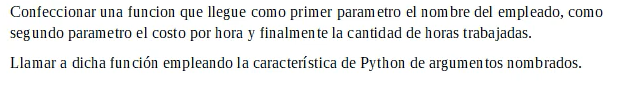 Confeccionar una funcion que llegue como primer parametro el nombre del empleado, como
segundo parametro el costo por hora y finalmente la cantidad de horas trabajadas.
Llamar a dicha función empleando la característica de Python de argumentos nombrados.